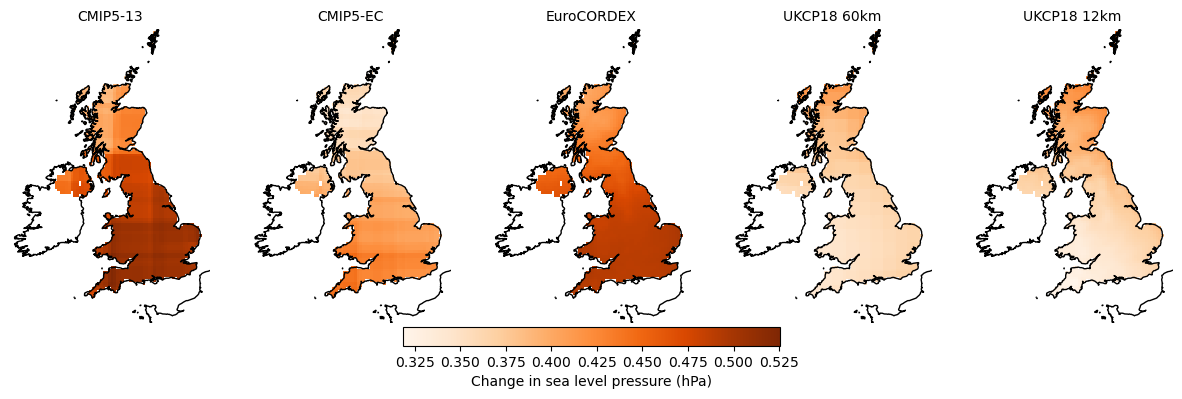 CMIP5-13 CMIP5-EC EuroCORDEX UKCP18 60km UKCP18 12km
0.325 0.350 0.375 0.400 0.425 0.450 0.475 0.500 0.525
Change in sea level pressure (hPa)